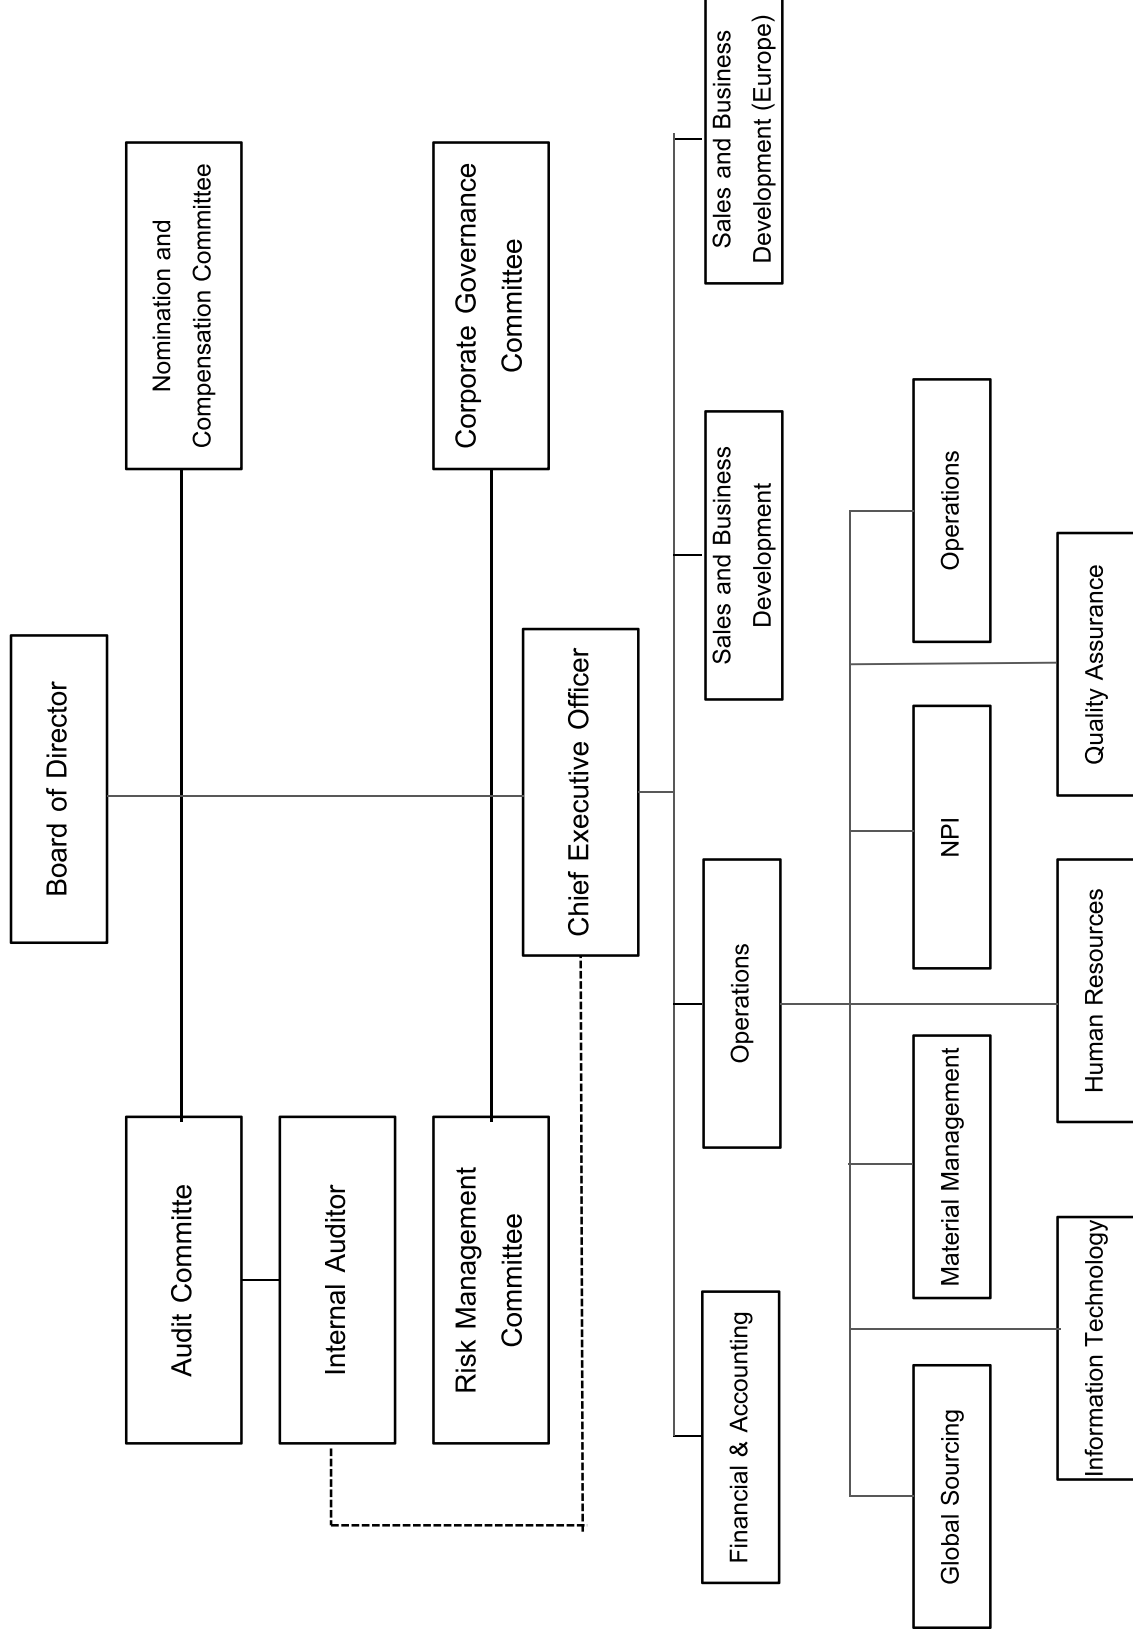 Board of Director
Audit Committe
Nomination and
Compensation Committee
Internal Auditor
Risk Management
Committee
Corporate Governance
Committee
Chief Executive Officer
Financial & Accounting
Operations
Sales and Business
Development
Sales and Business
Development (Europe)
Global Sourcing
Material Management
NPI
Operations
Information Technology
Human Resources
Quality Assurance